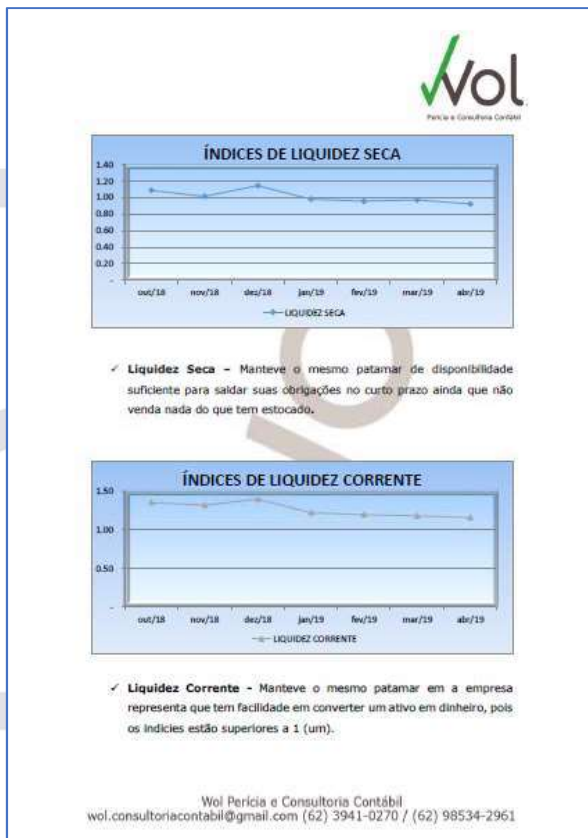 Wol
Perícia e Consultoria Contábil
ÍNDICES DE LIQUIDEZ SECA
1.40
1.20
1.00
0.80
0.60
0.40
0.20
-
out/18 nov/18 dez/18 jan/19 fev/19 mar/19 abr/19
LIQUIDEZ SECA
✓ Liquidez Seca – Manteve o mesmo patamar de disponibilidade
suficiente para saldar suas obrigações no curto prazo ainda que não
venda nada do que tem estocado.
ÍNDICES DE LIQUIDEZ CORRENTE
1.50
1.00
0.50
-
out/18 nov/18 dez/18 jan/19 fev/19 mar/19 abr/19
LIQUIDEZ CORRENTE
✓ Liquidez Corrente - Manteve o mesmo patamar em a empresa
representa que tem facilidade em converter um ativo em dinheiro, pois
os indicies estão superiores a 1 (um).
Wol Perícia e Consultoria Contábil
wol.consultoriacontabil@gmail.com (62) 3941-0270 / (62) 98534-2961